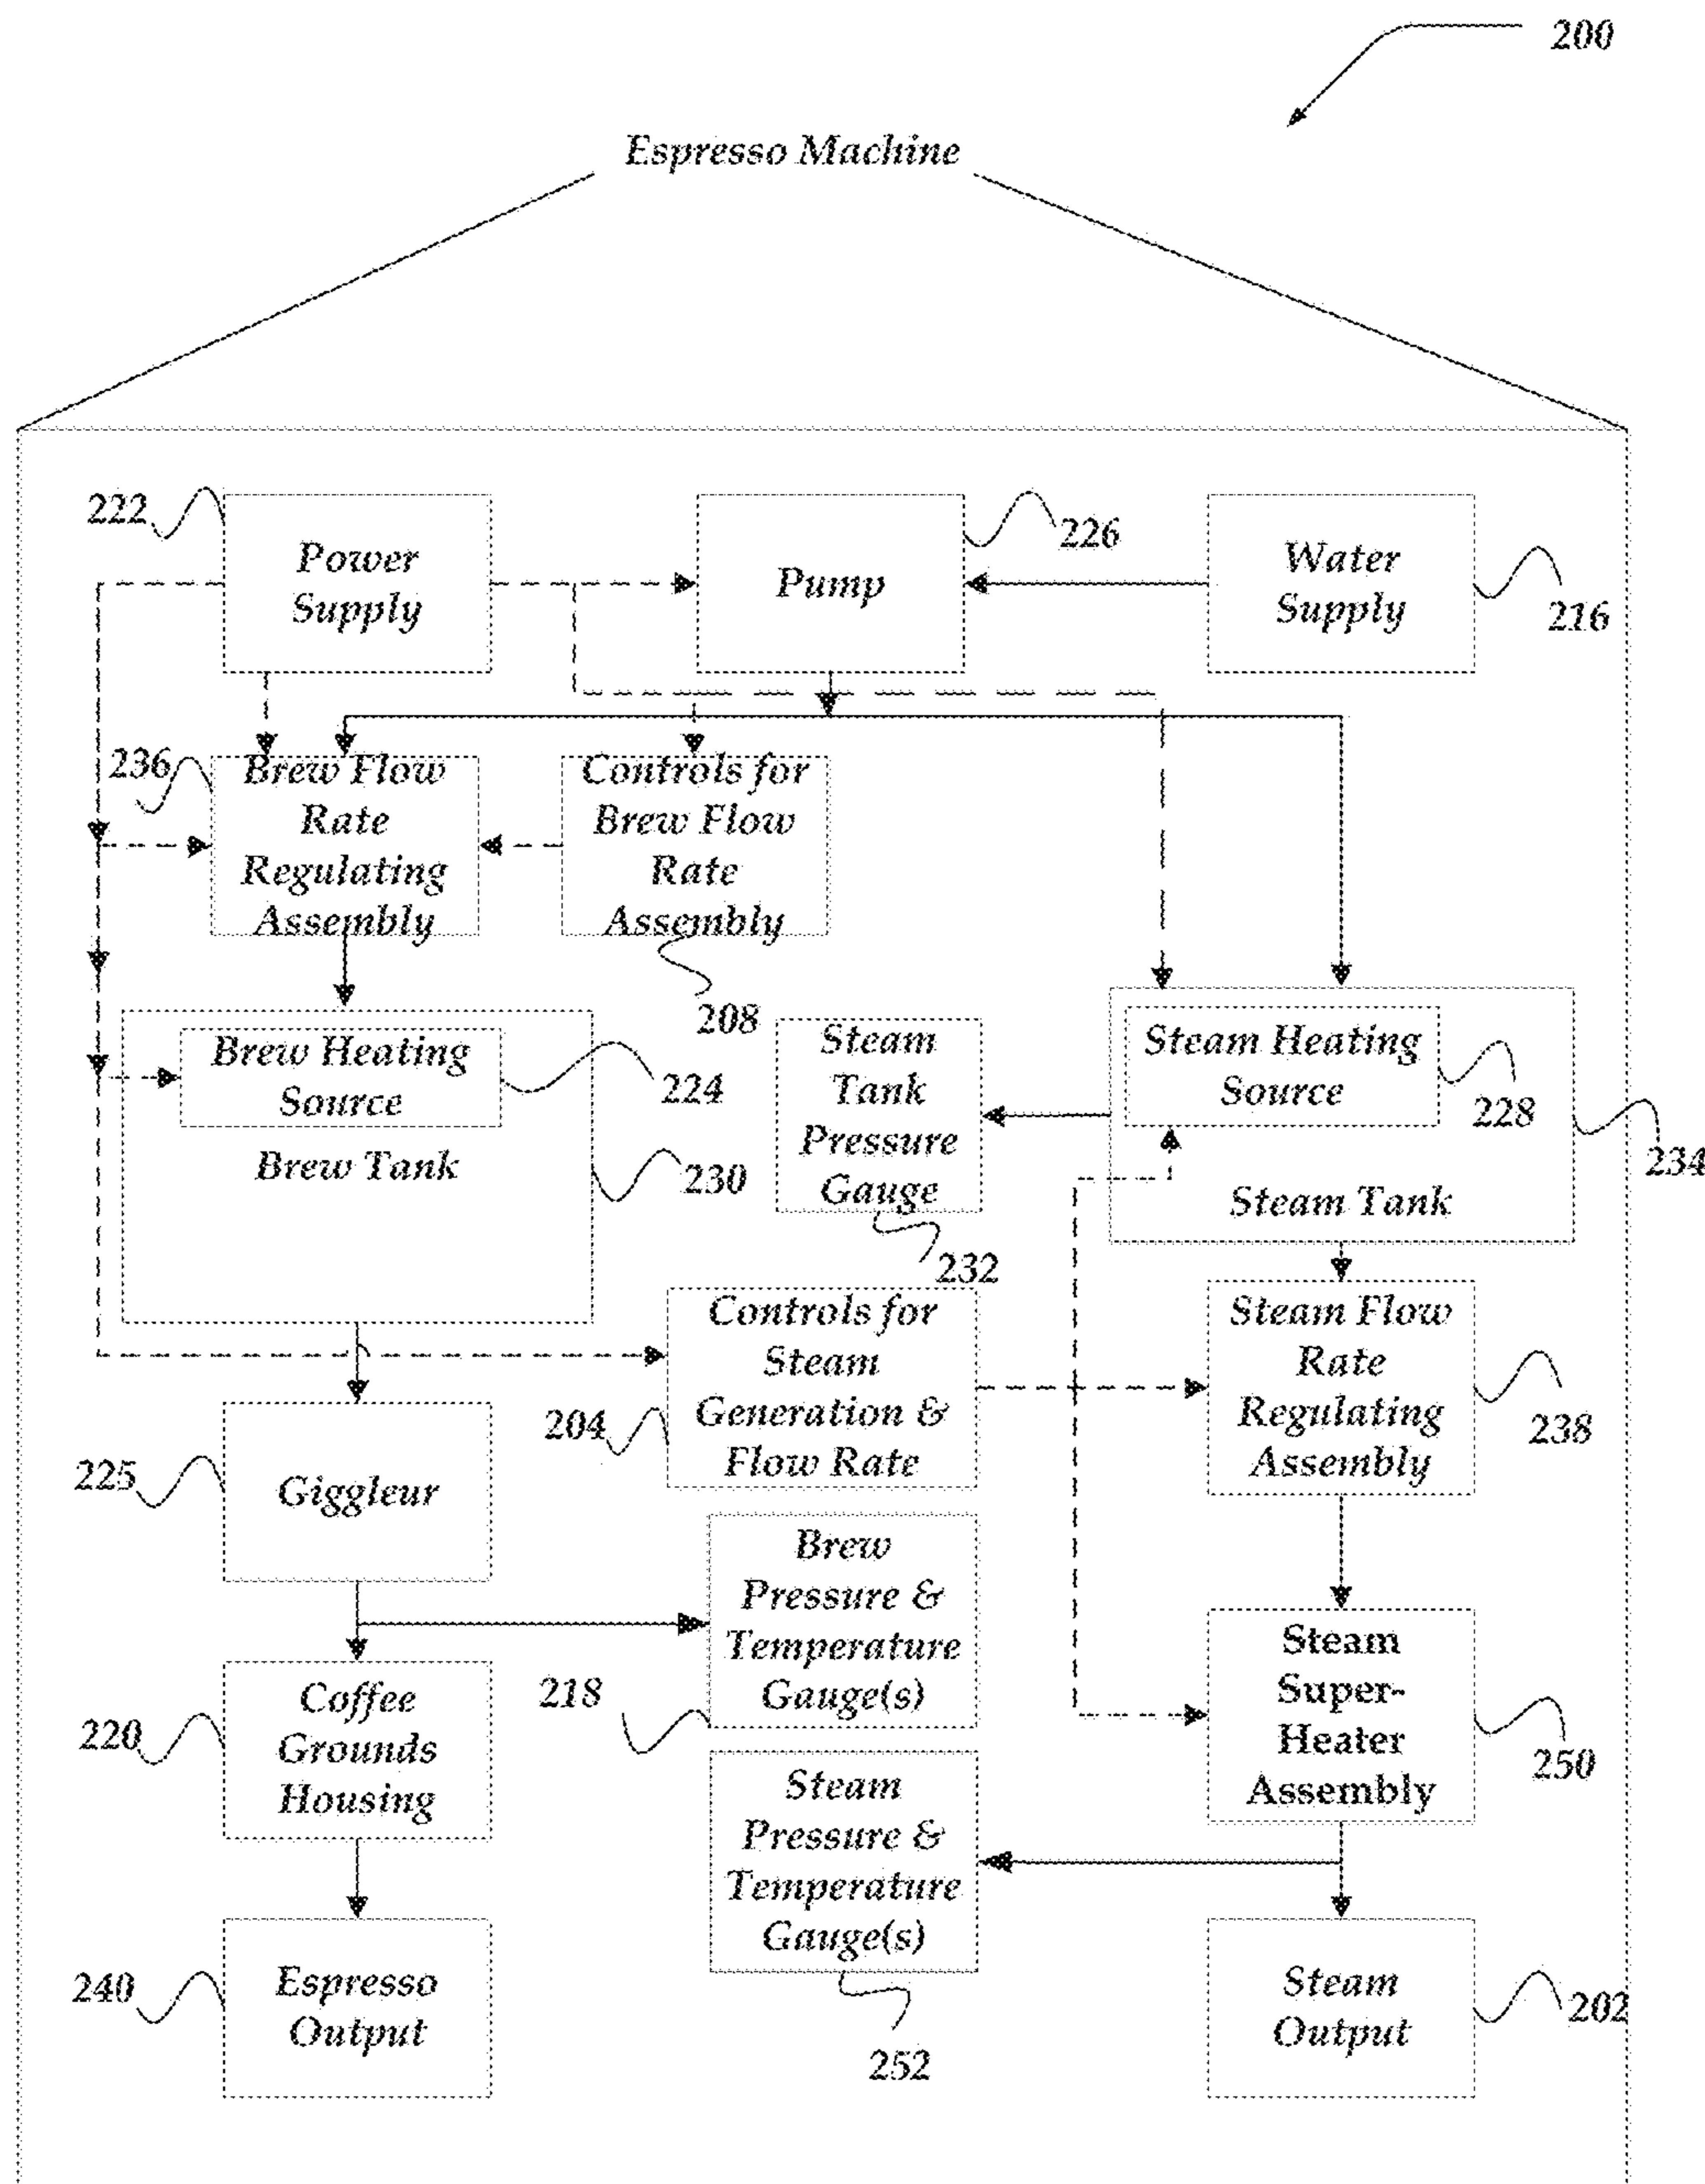 200
Espresso Machine
222
Power
Supply
Pump
226
Water
Supply
216
236
Brew Flow
Rate
Regulating
Assembly
Controls for
Brew Flow
Rate
Assembly
208
Brew Heating
Source
224
Brew Tank
230
Steam
Tank
Pressure
Gauge
232
Steam Heating
Source
228
Steam Tank
234
Controls for
Steam
Generation &
Flow Rate
204
Steam Flow
Rate
Regulating
Assembly
238
225
Giggleur
Brew
Pressure &
Temperature
Gauge(s)
218
Steam
Super-
Heater
Assembly
250
220
Coffee
Grounds
Housing
Steam
Pressure &
Temperature
Gauge(s)
252
240
Espresso
Output
Steam
Output
202